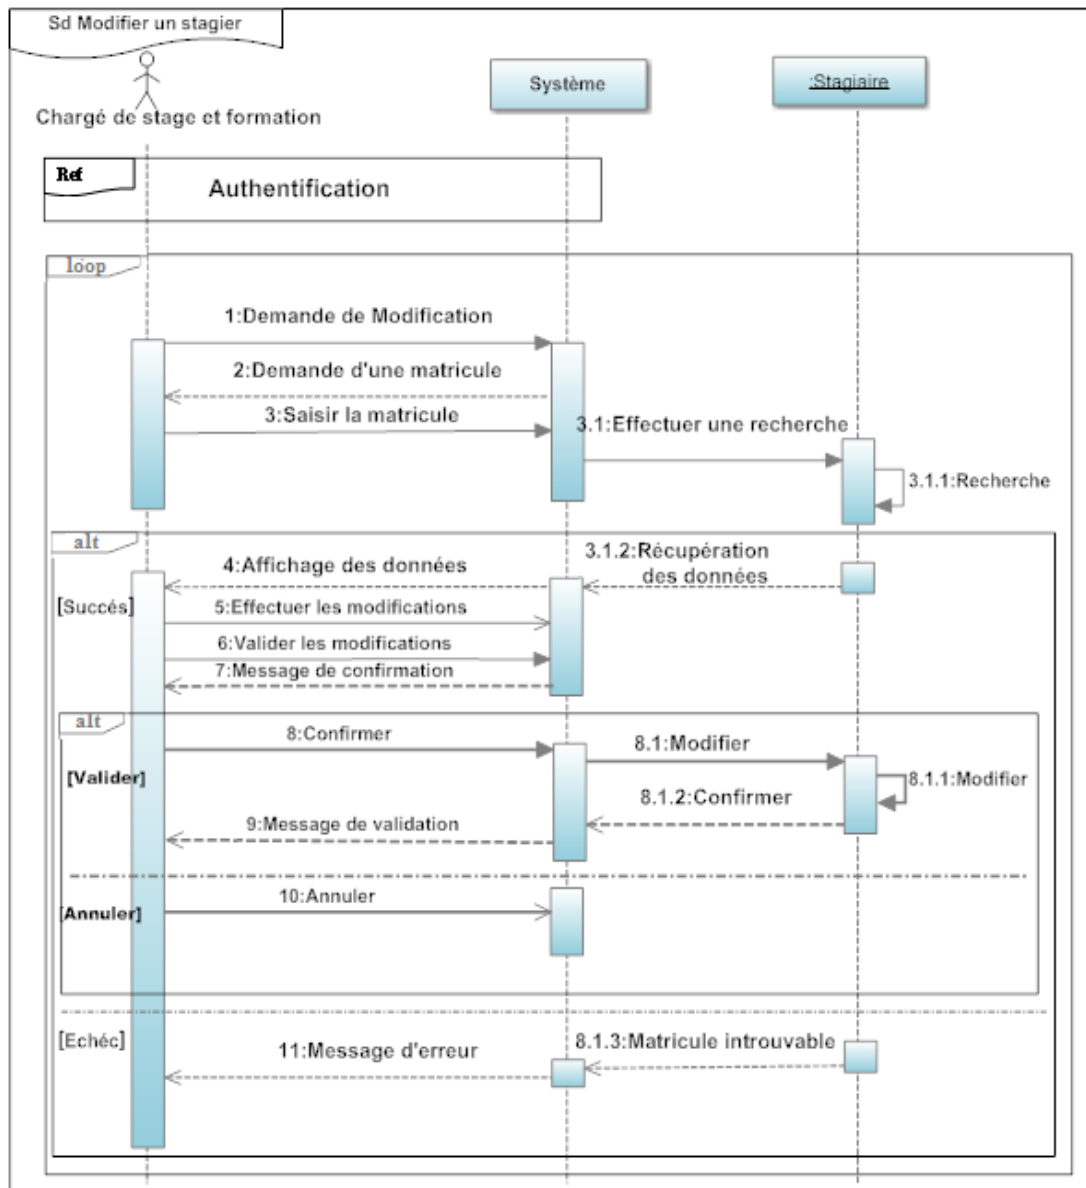 Sd Modifier un stagier
Chargé de stage et formation
Système
:Stagiaire
Ref
Authentification
loop
1:Demande de Modification
2:Demande d'une matricule
3:Saisir la matricule
3.1:Effectuer une recherche
3.1.1:Recherche
alt
3.1.2:Récupération
des données
4:Affichage des données
[Succés]
5:Effectuer les modifications
6:Valider les modifications
7:Message de confirmation
alt
8:Confirmer
8.1:Modifier
[Valider]
8.1.1:Modifier
8.1.2:Confirmer
9:Message de validation
10:Annuler
[Annuler]
[Echéc]
8.1.3:Matricule introuvable
11:Message d'erreur